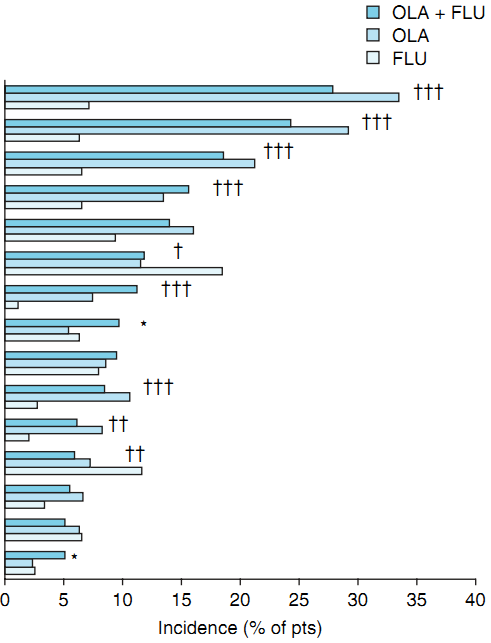 OLA + FLU
OLA
FLU
†††
†††
†††
†††
†
†††
*
†††
††
††
*
0 5 10 15 20 25 30 35 40
Incidence (% of pts)